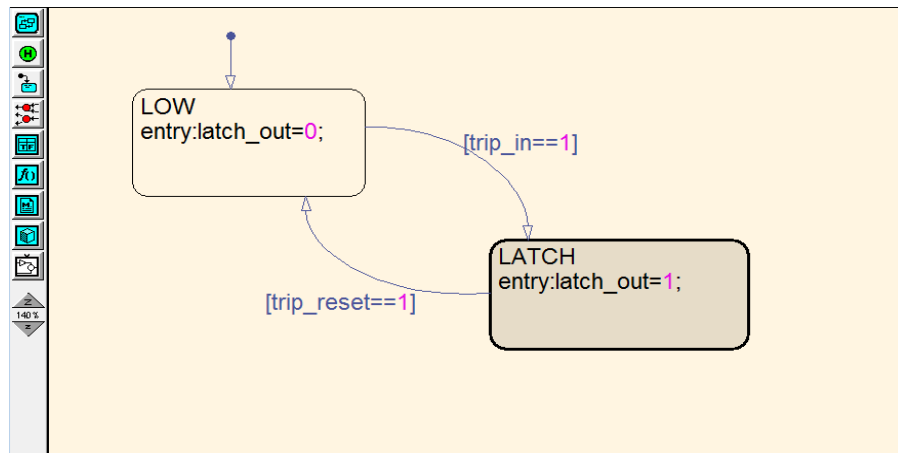 LOW
entry:latch_out=0;
[trip_in==1]
LATCH
entry:latch_out=1;
[trip_reset==1]
H
f()
Z
140%